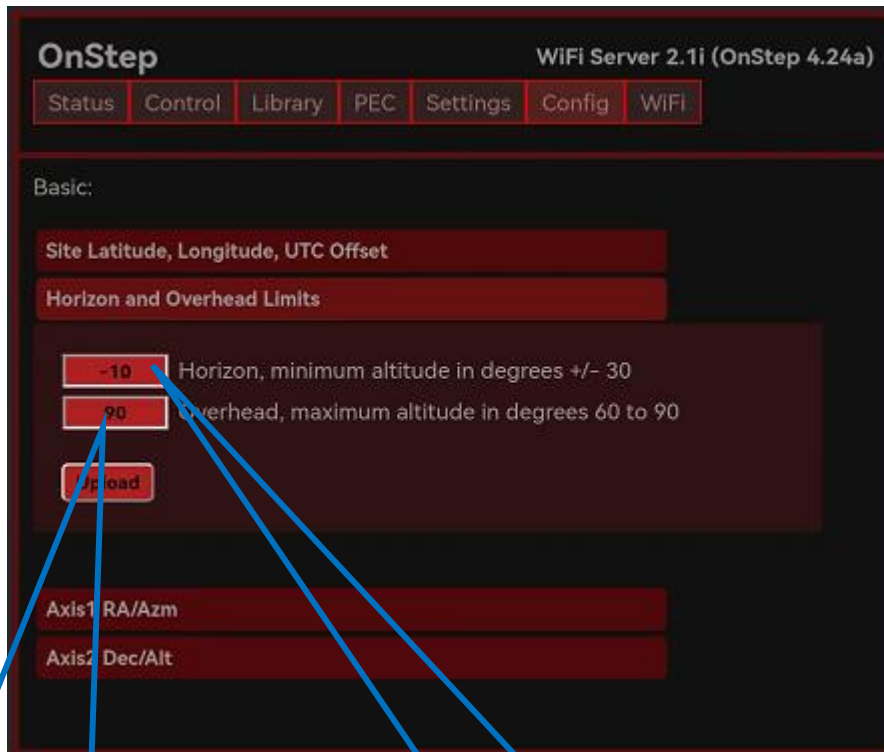 OnStep
WiFi Server 2.1i (OnStep 4.24a)
Status Control Library PEC Settings Config WiFi
Basic:
Site Latitude, Longitude, UTC Offset
Horizon and Overhead Limits
-10 Horizon, minimum altitude in degrees +/- 30
90 Overhead, maximum altitude in degrees 60 to 90
Upload
Axis1 RA/Azm
Axis2 Dec/Alt